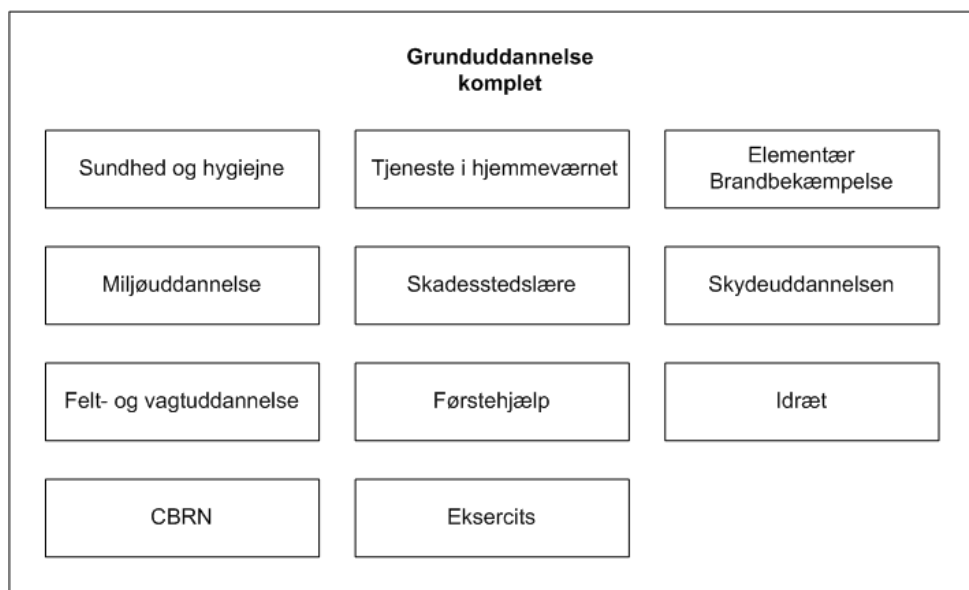 Grunduddannelse
komplet
Sundhed og hygiejne
Tjeneste i hjemmeværnet
Elementær
Brandbekæmpelse
Miljøuddannelse
Skadesstedslære
Skydeuddannelsen
Felt- og vagtuddannelse
Førstehjælp
Idræt
CBRN
Eksercits